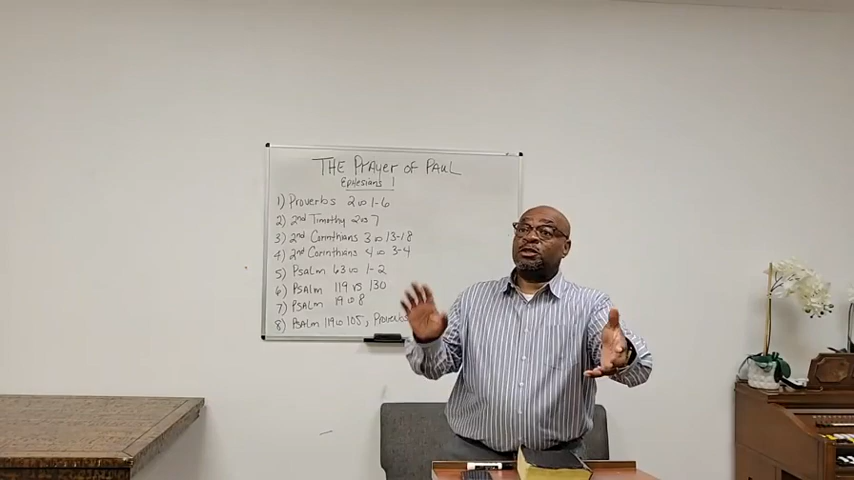 THE PRAYER OF PAUL
Ephesians 1
1) Proverbs 2 vs 1-6
2) 2nd Timothy 2 vs 7
3) 2nd Corinthians 3 vs 13-18
4) 2nd Corinthians 4 vs 3-4
5) Psalm 63 vs 1-2
6) Psalm 119 vs 130
7) Psalm 19 vs 8
8) Psalm 119 vs 105, Proverbs